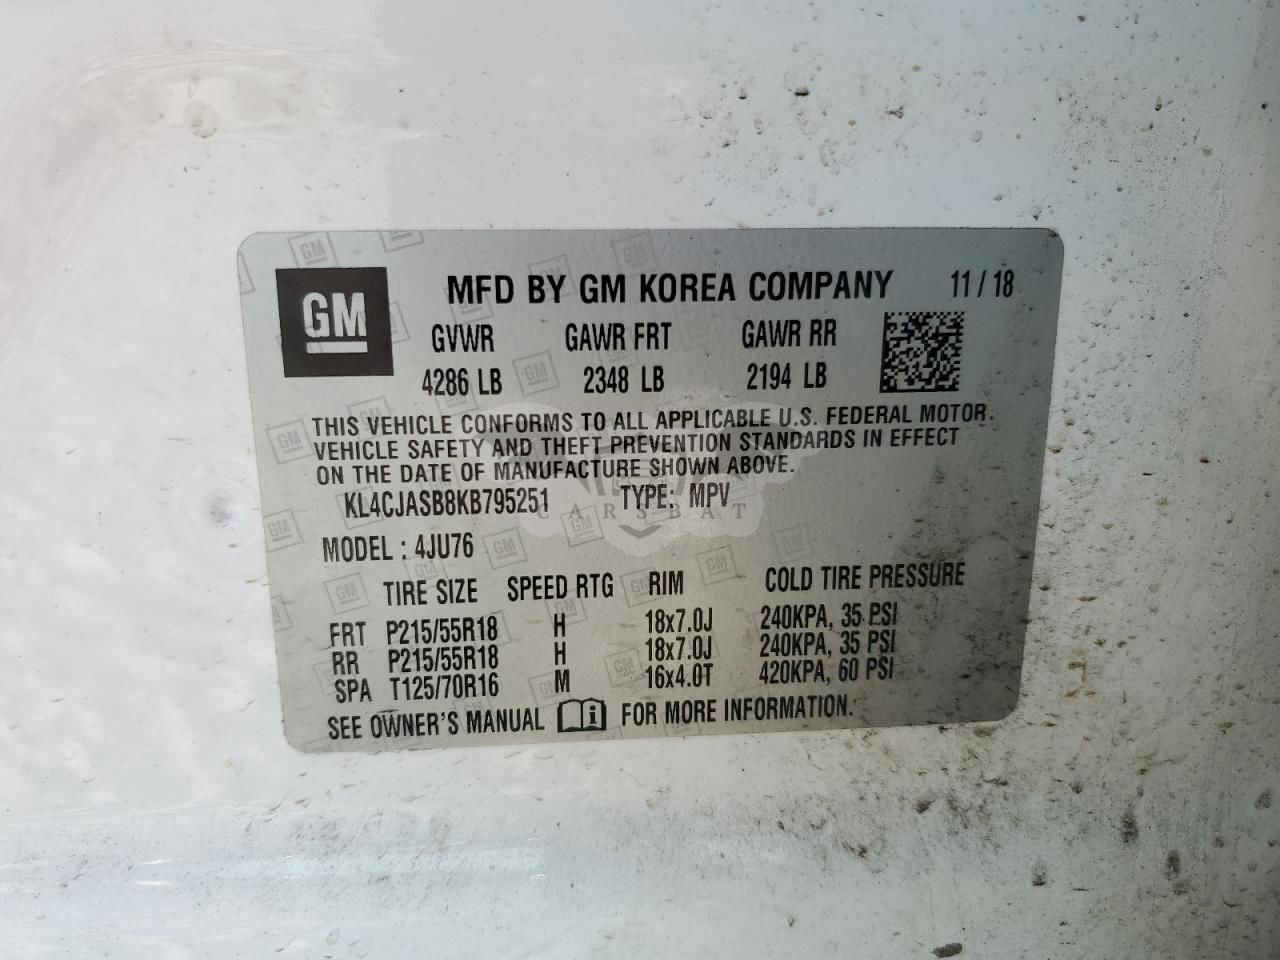 GM
MFD BY GM KOREA COMPANY 11 / 18
GVWR GAWR FRT GAWR RR
4286 LB 2348 LB 2194 LB
THIS VEHICLE CONFORMS TO ALL APPLICABLE U.S. FEDERAL MOTOR.
VEHICLE SAFETY AND THEFT PREVENTION STANDARDS IN EFFECT
ON THE DATE OF MANUFACTURE SHOWN ABOVE.
KL4CJASB8KB795251 TYPE: MPV
CARSBAT
MODEL : 4JU76
TIRE SIZE SPEED RTG RIM COLD TIRE PRESSURE
FRT P215/55R18 H 18x7.0J 240KPA, 35 PSI
RR P215/55R18 H 18x7.0J 240KPA, 35 PSI
SPA T125/70R16 M 16x4.0T 420KPA, 60 PSI
SEE OWNER'S MANUAL i FOR MORE INFORMATION.